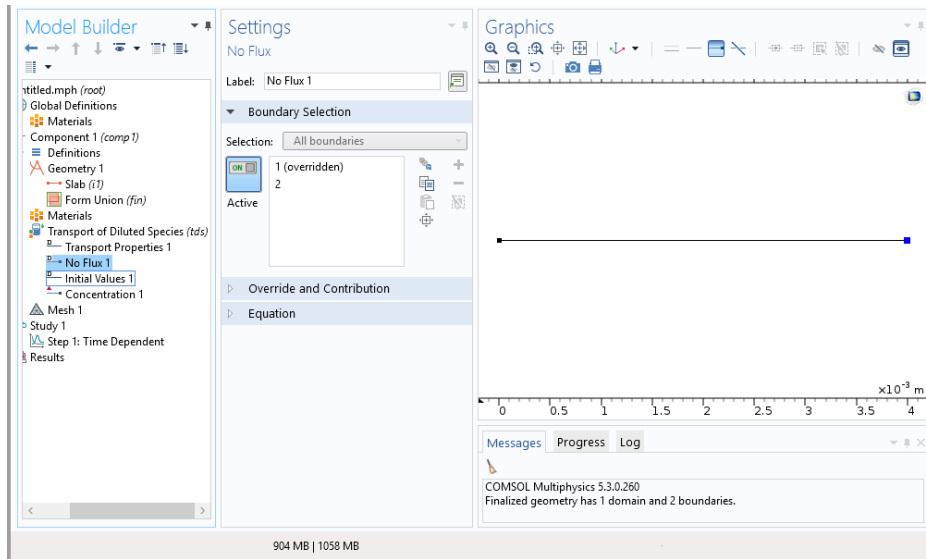 Model Builder
ntitled.mph (root)
Global Definitions
Materials
Component 1 (comp1)
Definitions
Geometry 1
Slab (i1)
Form Union (fin)
Materials
Transport of Diluted Species (tds)
Transport Properties 1
No Flux 1
Initial Values 1
Concentration 1
Mesh 1
Study 1
Step 1: Time Dependent
Results
Settings
No Flux
Label: No Flux 1
Boundary Selection
Selection: All boundaries
ON
Active
1 (overridden)
2
Override and Contribution
Equation
Graphics
×10⁻³ m
0 0.5 1 1.5 2 2.5 3 3.5 4
Messages Progress Log
COMSOL Multiphysics 5.3.0.260
Finalized geometry has 1 domain and 2 boundaries.
904 MB | 1058 MB